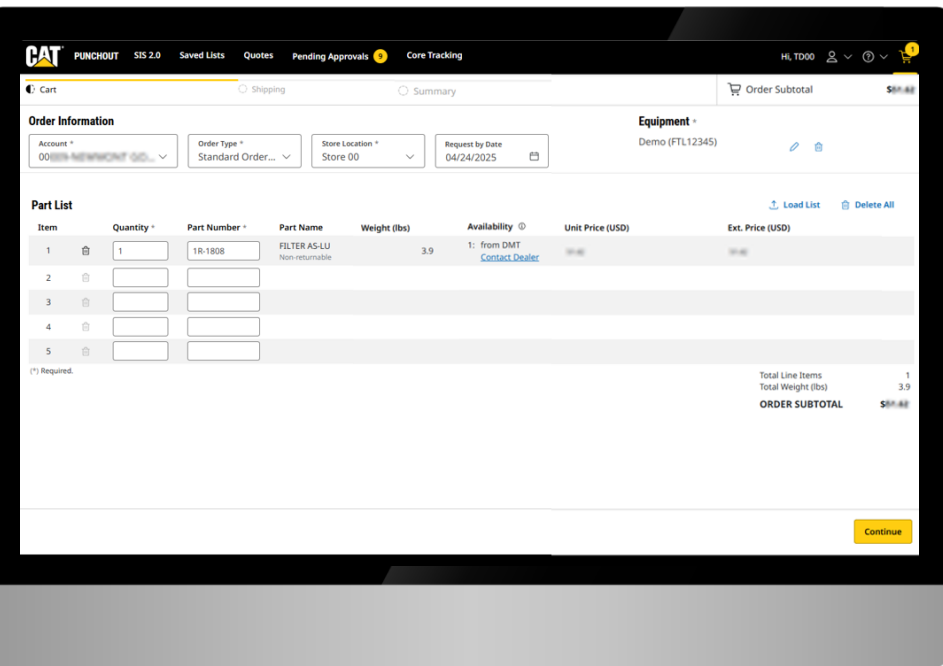 CAT PUNCHOUT SIS 2.0 Saved Lists Quotes Pending Approvals 9 Core Tracking Hi, TD00 1
Cart Shipping Summary Order Subtotal
Order Information Equipment *
Account * Order Type * Store Location * Request by Date Demo (FTL12345)
Standard Order... Store 00 04/24/2025
Part List Load List Delete All
Item Quantity * Part Number * Part Name Weight (lbs) Availability Unit Price (USD) Ext. Price (USD)
1 1 1R-1808 FILTER AS-LU 3.9 1: from DMT
Non-returnable Contact Dealer
2
3
4
5
(*) Required.
Total Line Items 1
Total Weight (lbs) 3.9
ORDER SUBTOTAL
Continue